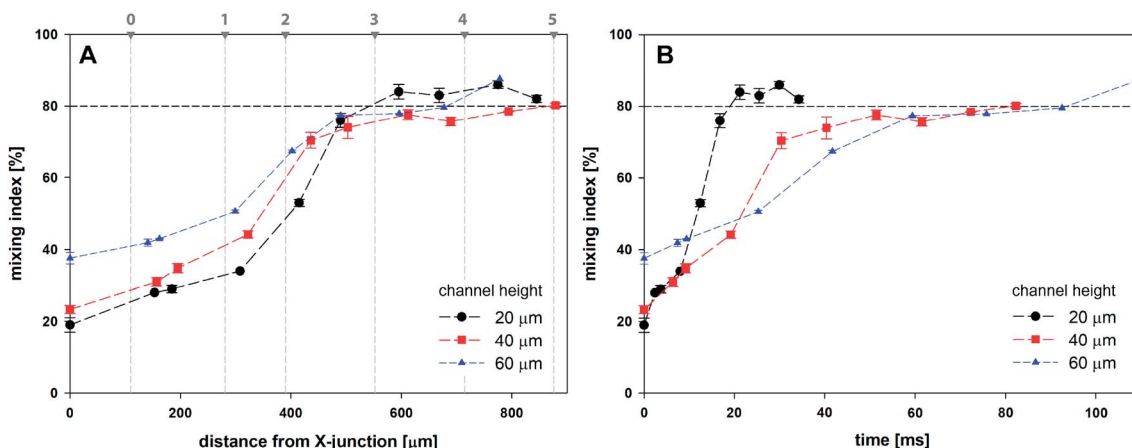 0 1 2 3 4 5
A
mixing index [%]
100
80
60
40
20
0
channel height
20 μm
40 μm
60 μm
0 200 400 600 800
distance from X-junction [μm]
B
mixing index [%]
100
80
60
40
20
0
channel height
20 μm
40 μm
60 μm
0 20 40 60 80 100
time [ms]